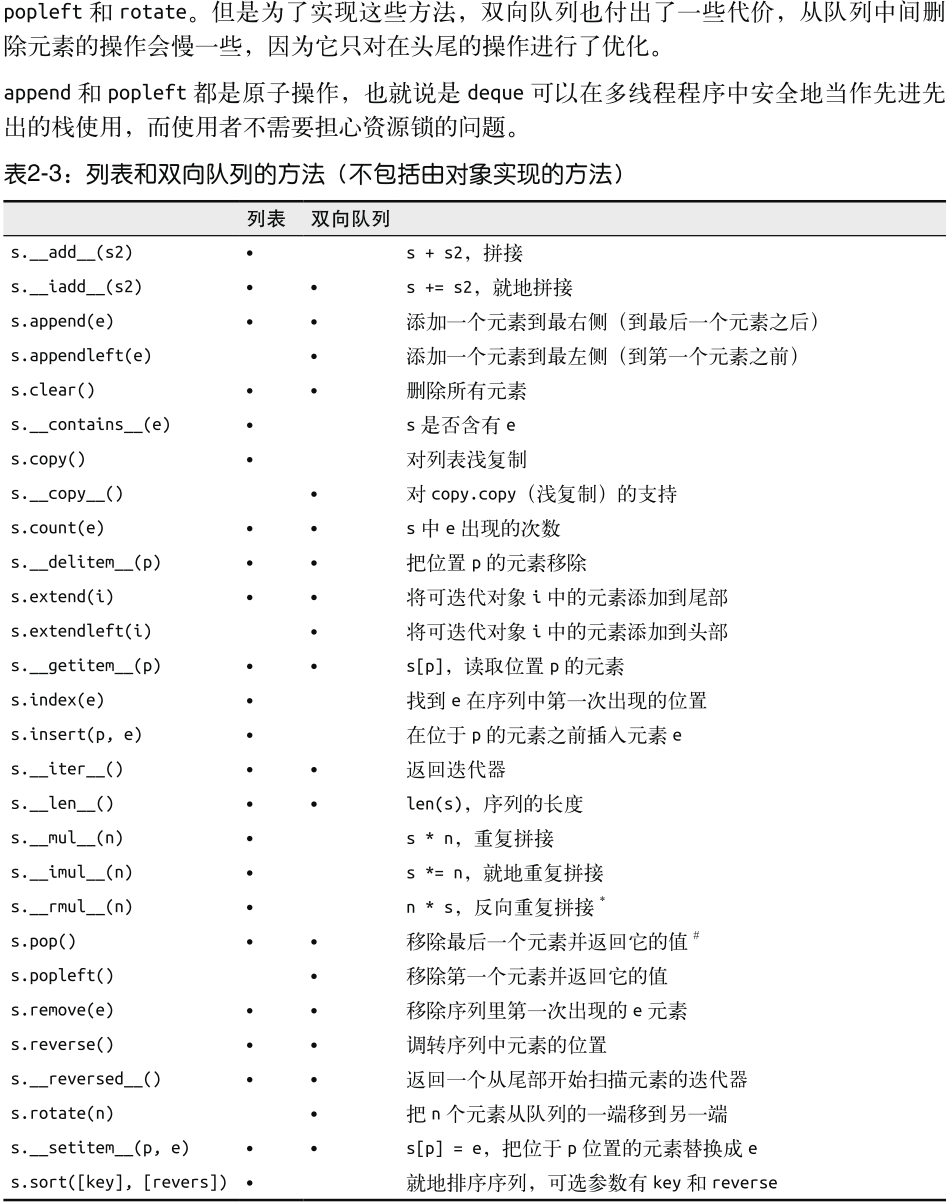 popleft 和 rotate。但是为了实现这些方法，双向队列也付出了一些代价，从队列中间删
除元素的操作会慢一些，因为它只对在头尾的操作进行了优化。
append 和 popleft 都是原子操作，也就说是 deque 可以在多线程程序中安全地当作先进先
出的栈使用，而使用者不需要担心资源锁的问题。
表2-3：列表和双向队列的方法（不包括由对象实现的方法）
列表 双向队列
s.__add__(s2) • s + s2，拼接
s.__iadd__(s2) • • s += s2，就地拼接
s.append(e) • • 添加一个元素到最右侧（到最后一个元素之后）
s.appendleft(e) • 添加一个元素到最左侧（到第一个元素之前）
s.clear() • • 删除所有元素
s.__contains__(e) • s 是否含有 e
s.copy() • 对列表浅复制
s.__copy__() • 对 copy.copy（浅复制）的支持
s.count(e) • • s 中 e 出现的次数
s.__delitem__(p) • • 把位置 p 的元素移除
s.extend(i) • • 将可迭代对象 i 中的元素添加到尾部
s.extendleft(i) • 将可迭代对象 i 中的元素添加到头部
s.__getitem__(p) • • s[p]，读取位置 p 的元素
s.index(e) • 找到 e 在序列中第一次出现的位置
s.insert(p, e) • 在位于 p 的元素之前插入元素 e
s.__iter__() • • 返回迭代器
s.__len__() • • len(s)，序列的长度
s.__mul__(n) • s * n，重复拼接
s.__imul__(n) • s *= n，就地重复拼接
s.__rmul__(n) • n * s，反向重复拼接 *
s.pop() • • 移除最后一个元素并返回它的值 #
s.popleft() • 移除第一个元素并返回它的值
s.remove(e) • • 移除序列里第一次出现的 e 元素
s.reverse() • • 调转序列中元素的位置
s.__reversed__() • • 返回一个从尾部开始扫描元素的迭代器
s.rotate(n) • 把 n 个元素从队列的一端移到另一端
s.__setitem__(p, e) • • s[p] = e，把位于 p 位置的元素替换成 e
s.sort([key], [revers]) • 就地排序序列，可选参数有 key 和 reverse